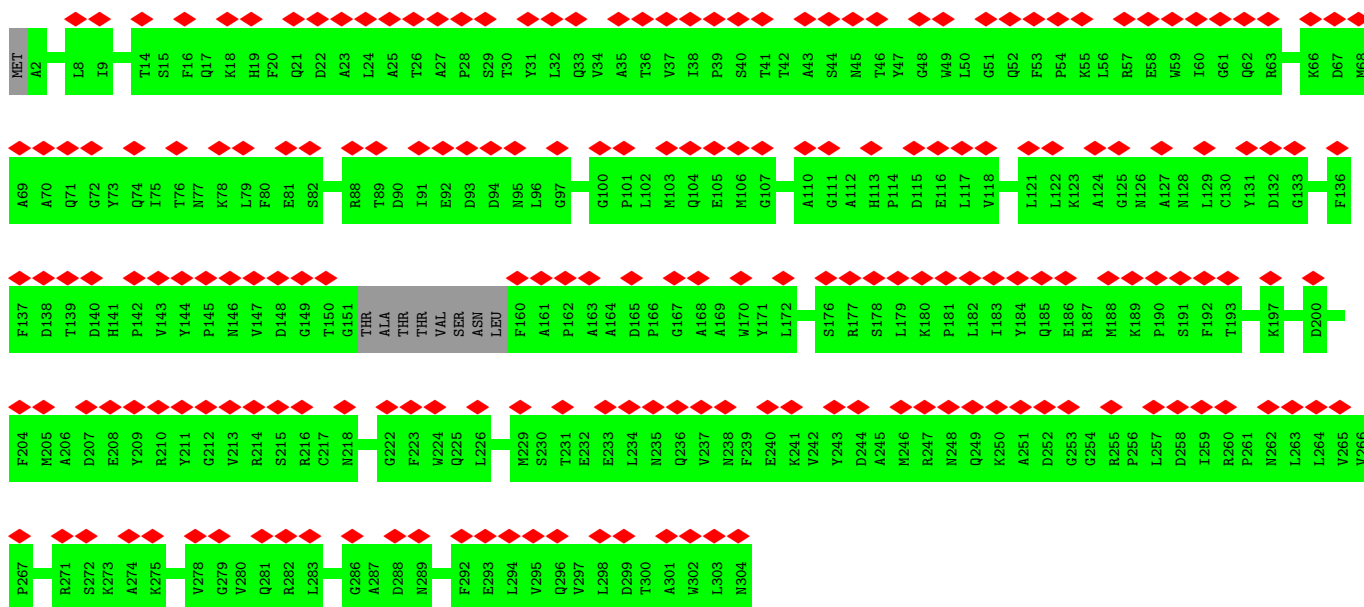 MET A2 L8 I9 T14 S15 F16 Q17 K18 H19 F20 Q21 D22 A23 L24 A25 T26 A27 P28 S29 T30 Y31 L32 Q33 V34 A35 T36 V37 I38 P39 S40 T41 T42 A43 S44 N45 T46 Y47 G48 W49 L50 G51 Q52 F53 P54 K55 L56 R57 E58 W59 I60 G61 Q62 R63 K66 D67 M68
A69 A70 Q71 G72 Y73 Q74 I75 T76 N77 K78 L79 F80 E81 S82 R88 T89 D90 I91 E92 D93 D94 N95 L96 G97 G100 P101 L102 M103 Q104 E105 M106 G107 A110 G111 A112 H113 P114 D115 E116 L117 V118 L121 L122 K123 A124 G125 N126 A127 N128 L129 C130 Y131 D132 G133 F136
F137 D138 T139 D140 H141 P142 V143 Y144 P145 N146 V147 D148 G149 T150 G151 THR ALA THR THR VAL SER ASN LEU F160 A161 P162 A163 A164 D165 P166 G167 A168 A169 W170 Y171 L172 S176 R177 S178 L179 K180 P181 L182 I183 Y184 Q185 E186 R187 M188 K189 P190 S191 F192 T193 K197 D200
F204 M205 A206 D207 E208 Y209 R210 Y211 G212 V213 R214 S215 R216 C217 N218 G222 F223 W224 Q225 L226 M229 S230 T231 E232 E233 L234 N235 Q236 V237 N238 F239 E240 K241 V242 Y243 D244 A245 M246 R247 N248 Q249 K250 A251 D252 G253 G254 R255 P256 L257 D258 I259 R260 P261 N262 L263 L264 V265 V266
P267 R271 S272 K273 A274 K275 V278 G279 V280 Q281 R282 L283 G286 A287 D288 N289 F292 E293 L294 V295 Q296 V297 L298 D299 T300 A301 W302 L303 N304